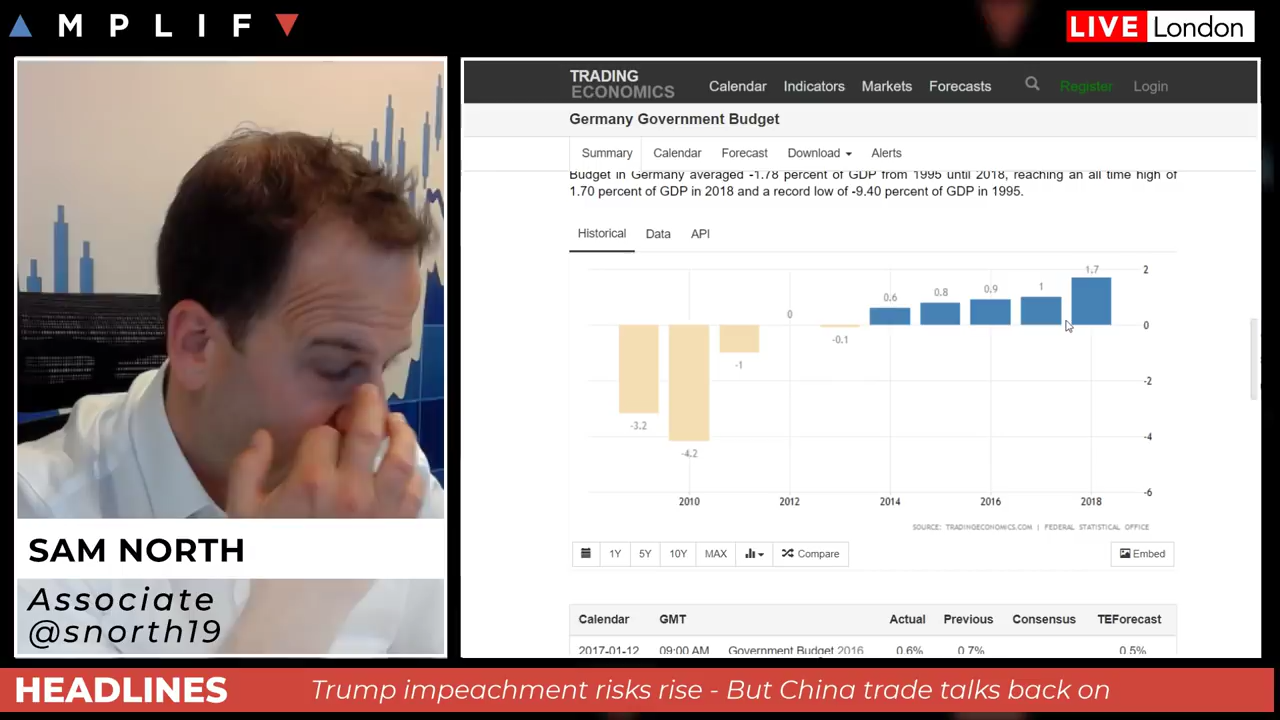 MPLIF
LIVE London
TRADING
ECONOMICS
Calendar Indicators Markets Forecasts Register Login
Germany Government Budget
Summary Calendar Forecast Download Alerts
Budget in Germany averaged -1.78 percent of GDP from 1995 until 2018, reaching an all time high of
1.70 percent of GDP in 2018 and a record low of -9.40 percent of GDP in 1995.
Historical Data API
1.7 2
0.6 0.8 0.9 1
0 0
-0.1
-1
-2
-3.2
-4
-4.2
-6
2010 2012 2014 2016 2018
SOURCE: TRADINGECONOMICS.COM | FEDERAL STATISTICAL OFFICE
1Y 5Y 10Y MAX Compare Embed
Calendar GMT Actual Previous Consensus TEForecast
2017-01-12 09:00 AM Government Budget 2016 0.6% 0.7% 0.5%
SAM NORTH
Associate
@snorth19
HEADLINES Trump impeachment risks rise - But China trade talks back on